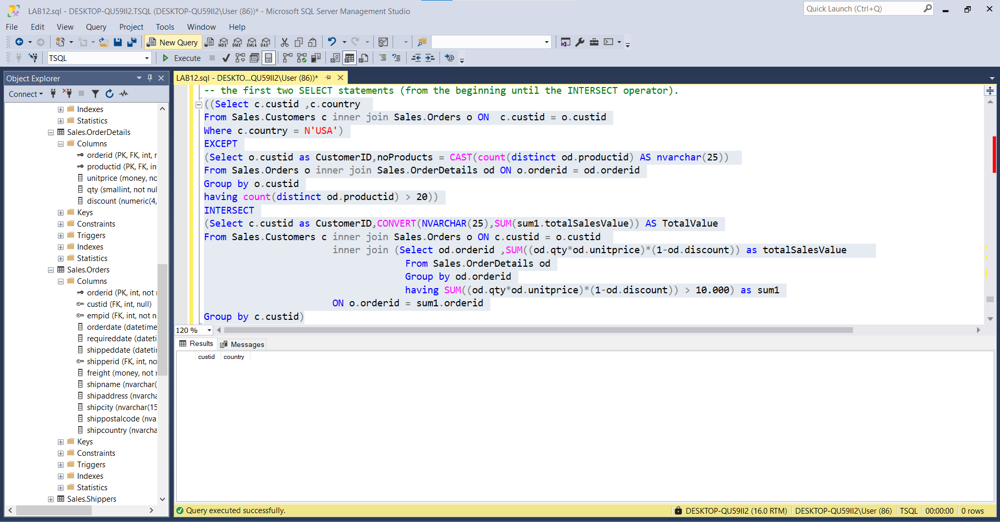 LAB12.sql - DESKTOP-QU59II2.TSQL (DESKTOP-QU59II2\User (86))* - Microsoft SQL Server Management Studio
Quick Launch (Ctrl+Q)
File Edit View Query Project Tools Window Help
New Query MDX DMX XMLA DAX
TSQL Execute
Object Explorer
Connect
Indexes
Statistics
Sales.OrderDetails
Columns
orderid (PK, FK, int, r
productid (PK, FK, in
unitprice (money, no
qty (smallint, not nul
discount (numeric(4,
Keys
Constraints
Triggers
Indexes
Statistics
Sales.Orders
Columns
orderid (PK, int, not
custid (FK, int, null)
empid (FK, int, not n
orderdate (datetime
requireddate (dateti
shippeddate (datetir
shipperid (FK, int, no
freight (money, not r
shipname (nvarchar(
shipaddress (nvarcha
shipcity (nvarchar(15
shippostalcode (nva
shipcountry (nvarcha
Keys
Constraints
Triggers
Indexes
Statistics
Sales.Shippers
LAB12.sql - DESKTO...QU59II2\User (86))*
-- the first two SELECT statements (from the beginning until the INTERSECT operator).
((Select c.custid ,c.country
From Sales.Customers c inner join Sales.Orders o ON  c.custid = o.custid
Where c.country = N'USA')
EXCEPT
(Select o.custid as CustomerID,noProducts = CAST(count(distinct od.productid) AS nvarchar(25))
From Sales.Orders o inner join Sales.OrderDetails od ON o.orderid = od.orderid
Group by o.custid
having count(distinct od.productid) > 20))
INTERSECT
(Select c.custid as CustomerID,CONVERT(NVARCHAR(25),SUM(sum1.totalSalesValue)) AS TotalValue
From Sales.Customers c inner join Sales.Orders o ON c.custid = o.custid
inner join (Select od.orderid ,SUM((od.qty*od.unitprice)*(1-od.discount)) as totalSalesValue
From Sales.OrderDetails od
Group by od.orderid
having SUM((od.qty*od.unitprice)*(1-od.discount)) > 10.000) as sum1
ON o.orderid = sum1.orderid
Group by c.custid)
120 %
Results Messages
custid country
Query executed successfully.
DESKTOP-QU59II2 (16.0 RTM) DESKTOP-QU59II2\User (86) TSQL 00:00:00 0 rows